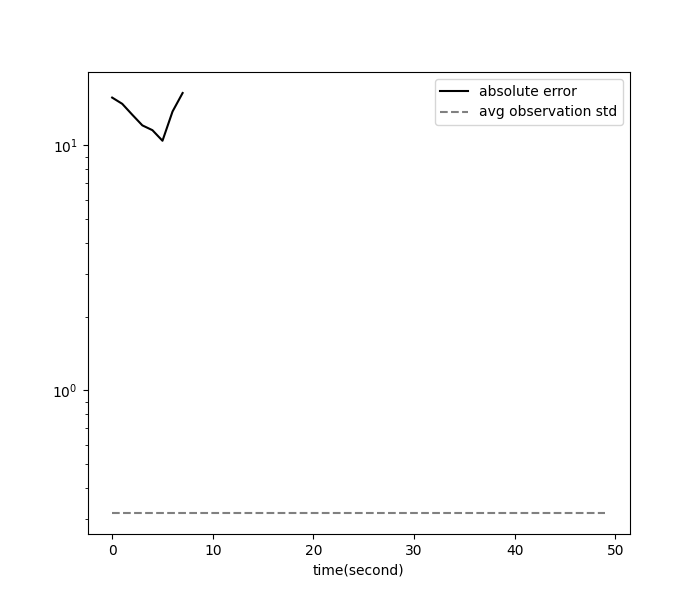 absolute error
avg observation std
10¹
10⁰
0 10 20 30 40 50
time(second)